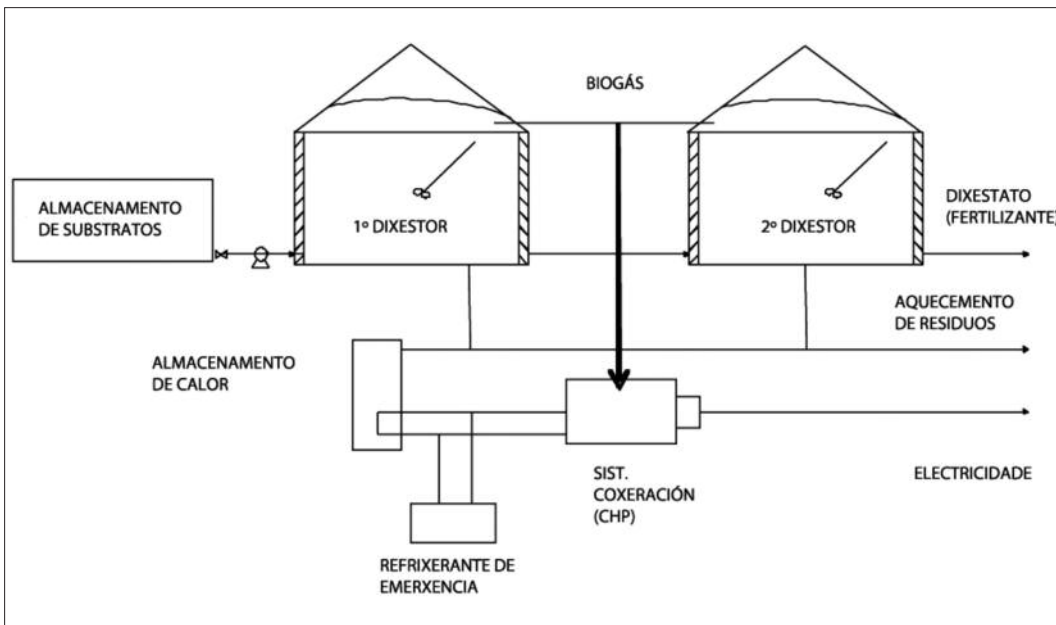 BIOGÁS
ALMACENAMENTO
DE SUBSTRATOS
1º DIXESTOR
2º DIXESTOR
DIXESTATO
(FERTILIZANTE)
AQUECEMENTO
DE RESIDUOS
ALMACENAMENTO
DE CALOR
SIST.
COXERACIÓN
(CHP)
ELECTRICIDADE
REFRIXERANTE DE
EMERXENCIA